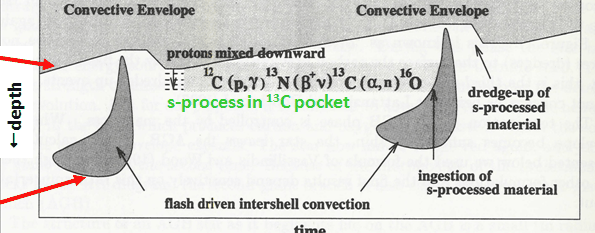 Convective Envelope
Convective Envelope
protons mixed downward
¹²C (p,γ) ¹³N(β⁺ν) ¹³C (α,n) ¹⁶O
s-process in ¹³C pocket
←depth
dredge-up of
s-processed
material
ingestion of
s-processed material
flash driven intershell convection
time